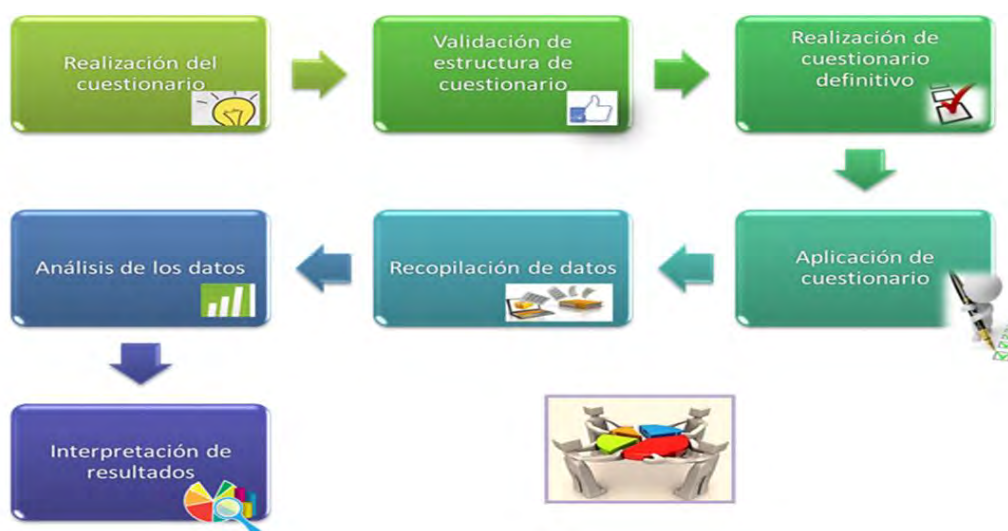 Realización del
cuestionario
Validación de
estructura de
cuestionario
Realización de
cuestionario
definitivo
Aplicación de
cuestionario
Recopilación de datos
Análisis de los datos
Interpretación de
resultados